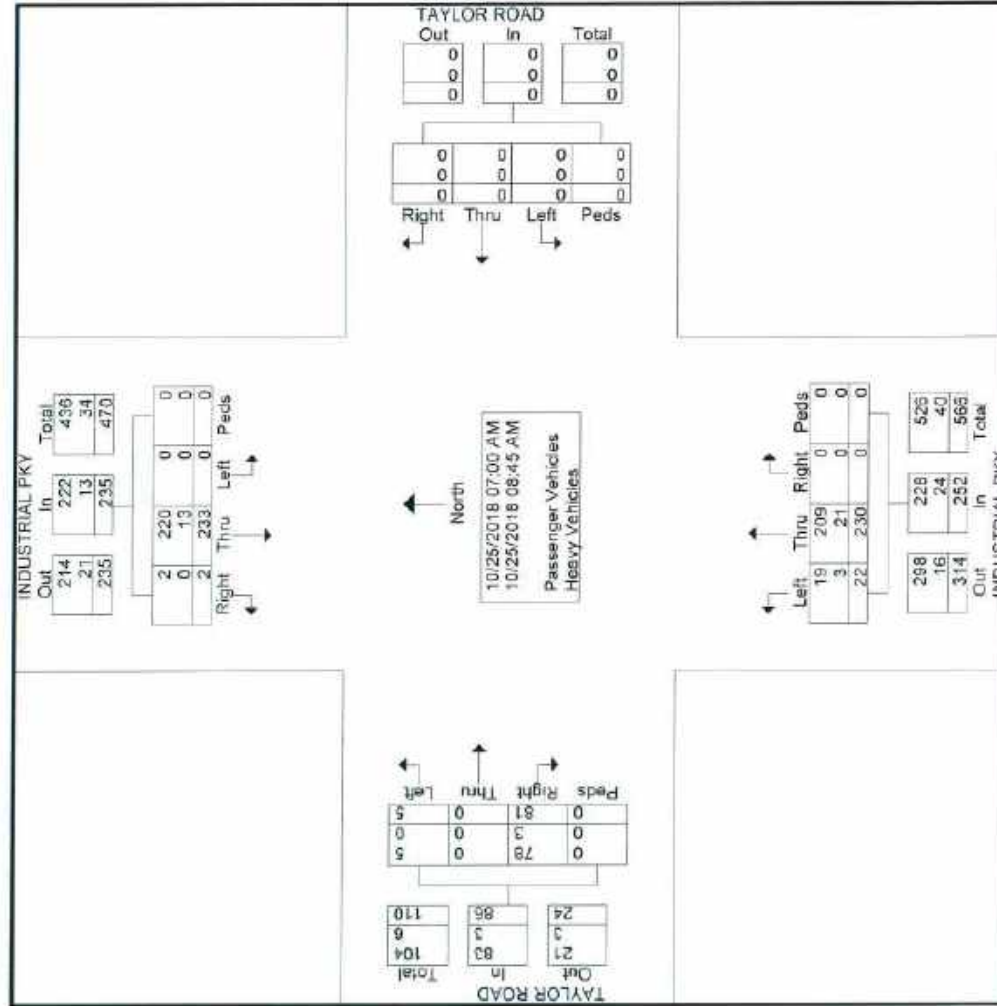 TAYLOR ROAD
Out In Total
0 0 0
0 0 0
0 0 0
0 0 0 0
0 0 0 0
0 0 0 0
Right Thru Left Peds
INDUSTRIAL PKY
Out In Total
214 222 436
21 13 34
235 235 470
2 220 0 0
0 13 0 0
2 233 0 0
Right Thru Left Peds
North
10/25/2018 07:00 AM
10/25/2018 08:45 AM
Passenger Vehicles
Heavy Vehicles
Left Thru Right Peds
19 209 0 0
3 21 0 0
22 230 0 0
298 228 526
16 24 40
314 252 566
Out In Total
INDUSTRIAL PKY
TAYLOR ROAD
Out In Total
21 83 104
3 3 6
24 86 110
0 78 0 5
0 3 0 0
0 81 0 5
Peds Right Thru Left